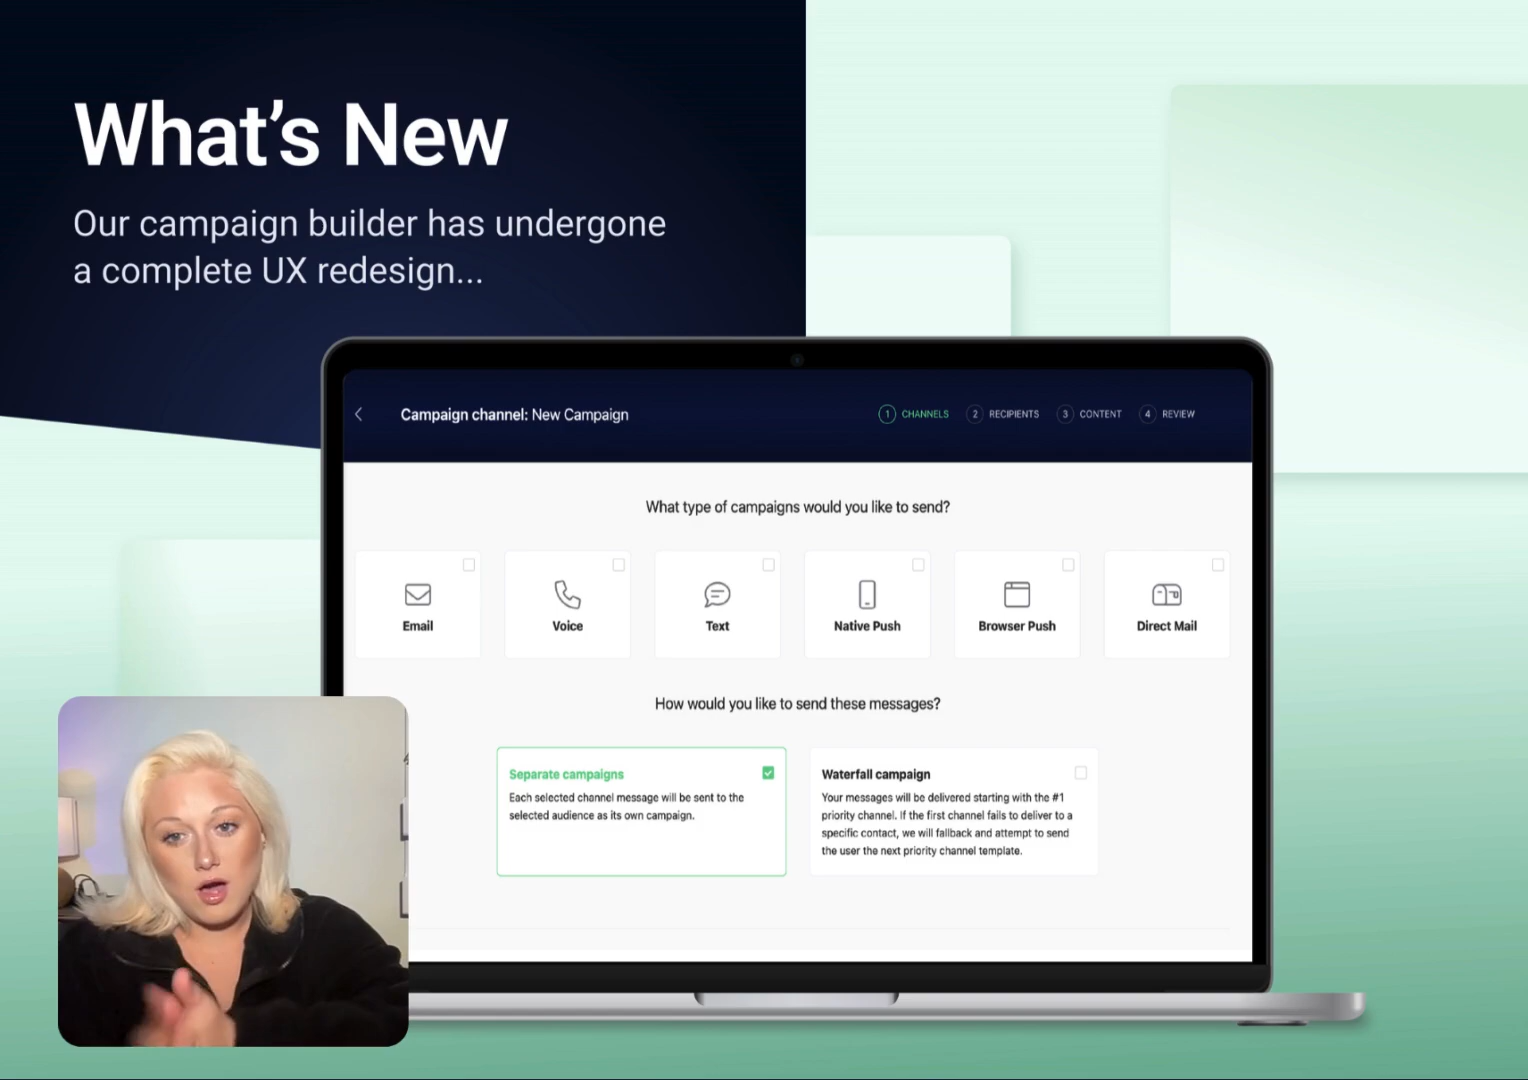 What’s New
Our campaign builder has undergone
a complete UX redesign...
Campaign channel: New Campaign
1 CHANNELS
2 RECIPIENTS
3 CONTENT
4 REVIEW
What type of campaigns would you like to send?
Email
Voice
Text
Native Push
Browser Push
Direct Mail
How would you like to send these messages?
Separate campaigns
Each selected channel message will be sent to the
selected audience as its own campaign.
Waterfall campaign
Your messages will be delivered starting with the #1
priority channel. If the first channel fails to deliver to a
specific contact, we will fallback and attempt to send
the user the next priority channel template.